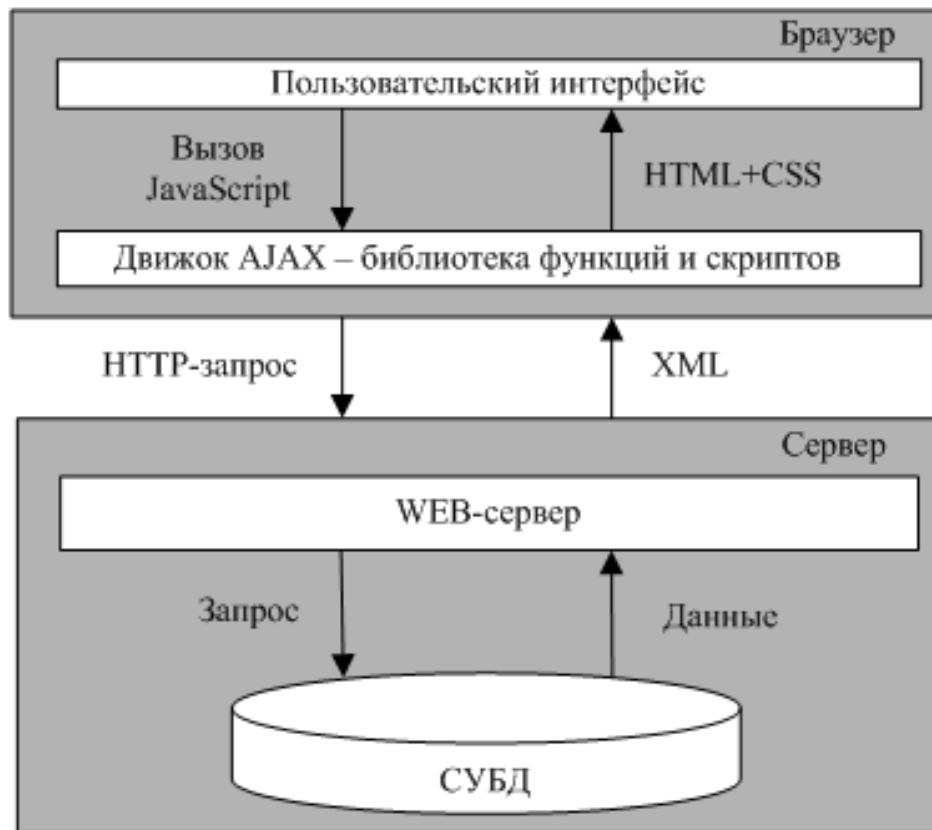 Браузер
Пользовательский интерфейс
Вызов
JavaScript
HTML+CSS
Движок AJAX – библиотека функций и скриптов
HTTP-запрос
XML
Сервер
WEB-сервер
Запрос
Данные
СУБД